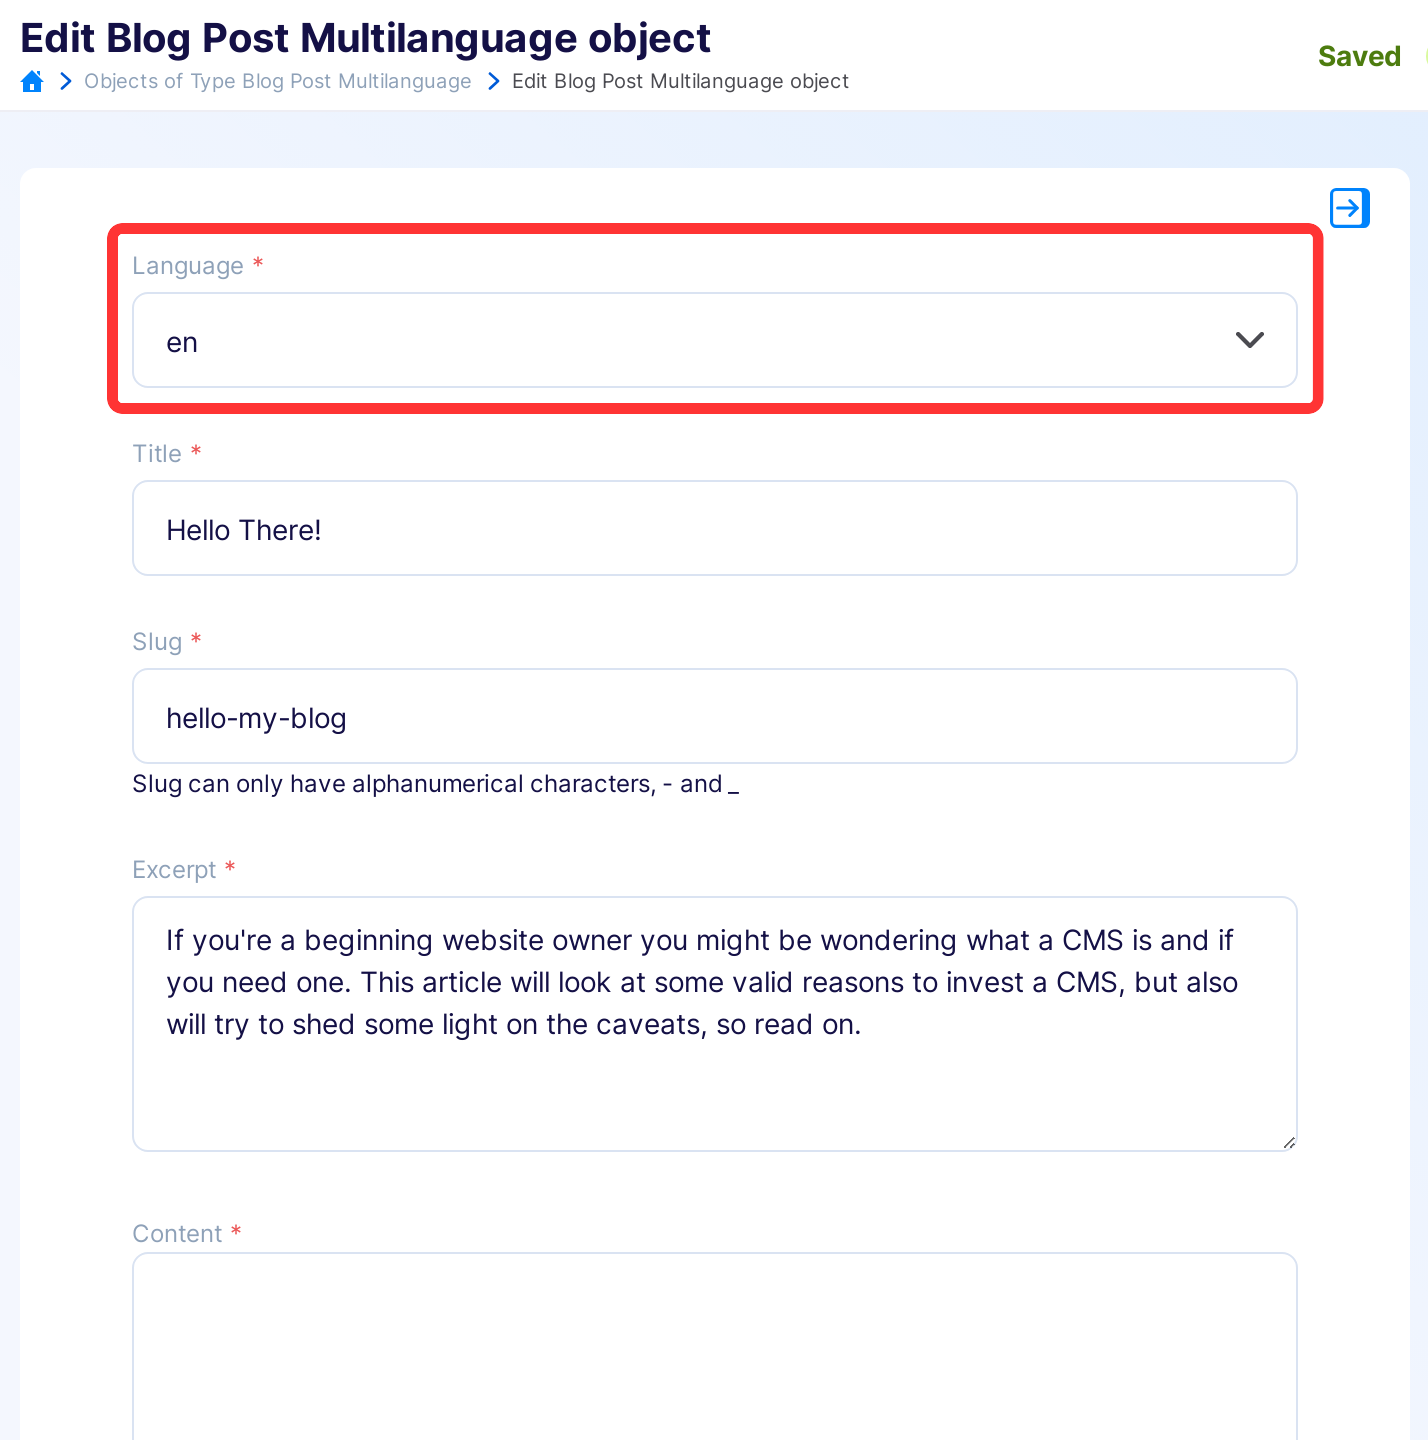 Edit Blog Post Multilanguage object
Objects of Type Blog Post Multilanguage
Edit Blog Post Multilanguage object
Saved
Language *
en
Title *
Hello There!
Slug *
hello-my-blog
Slug can only have alphanumerical characters, - and _
Excerpt *
If you're a beginning website owner you might be wondering what a CMS is and if
you need one. This article will look at some valid reasons to invest a CMS, but also
will try to shed some light on the caveats, so read on.
Content *